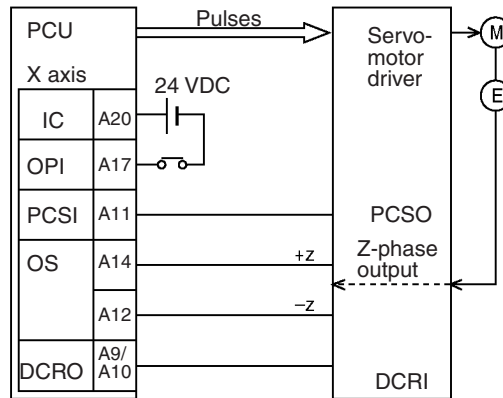 PCU
Pulses
Servo-
motor
driver
M
X axis
24 VDC
E
IC
A20
OPI
A17
PCSI
A11
PCSO
OS
A14
+z
Z-phase
output
A12
–z
DCRO
A9/
A10
DCRI